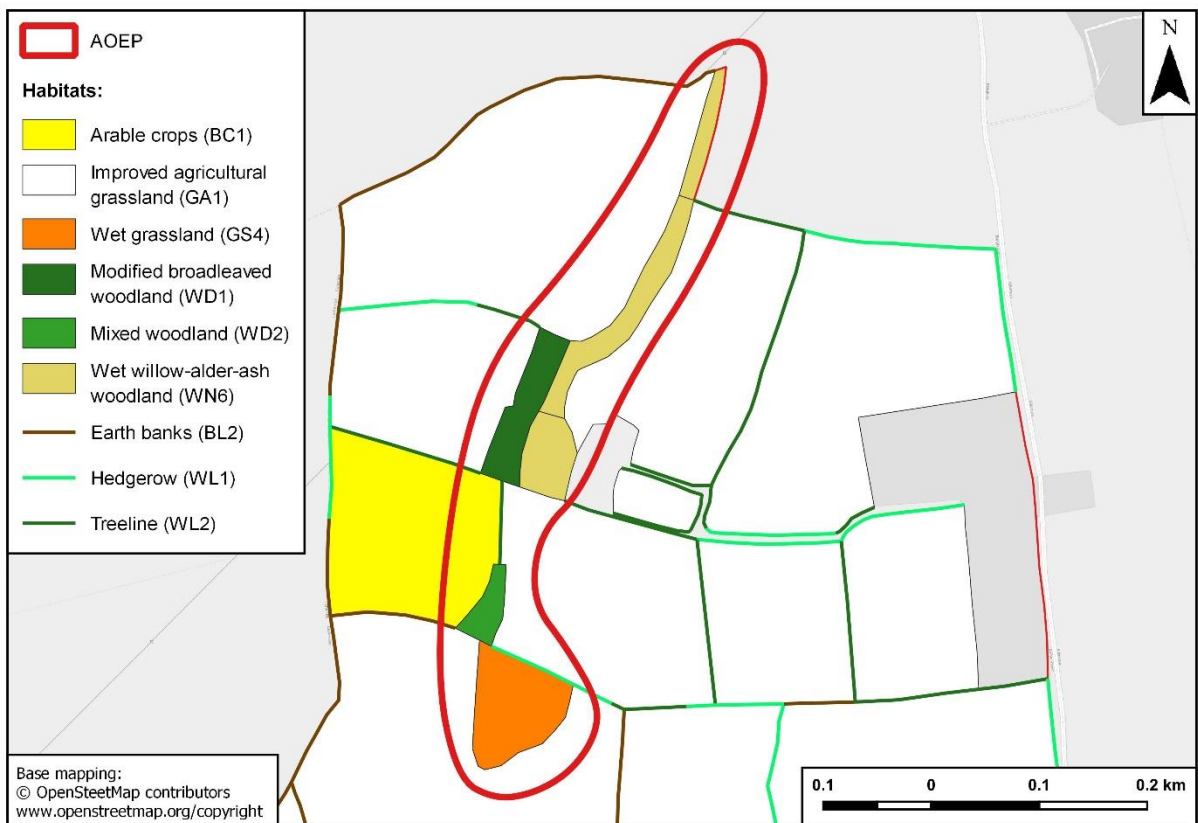 AOEP
Habitats:
Arable crops (BC1)
Improved agricultural
grassland (GA1)
Wet grassland (GS4)
Modified broadleaved
woodland (WD1)
Mixed woodland (WD2)
Wet willow-alder-ash
woodland (WN6)
Earth banks (BL2)
Hedgerow (WL1)
Treeline (WL2)
N
Base mapping:
© OpenStreetMap contributors
www.openstreetmap.org/copyright
0.1 0 0.1 0.2 km